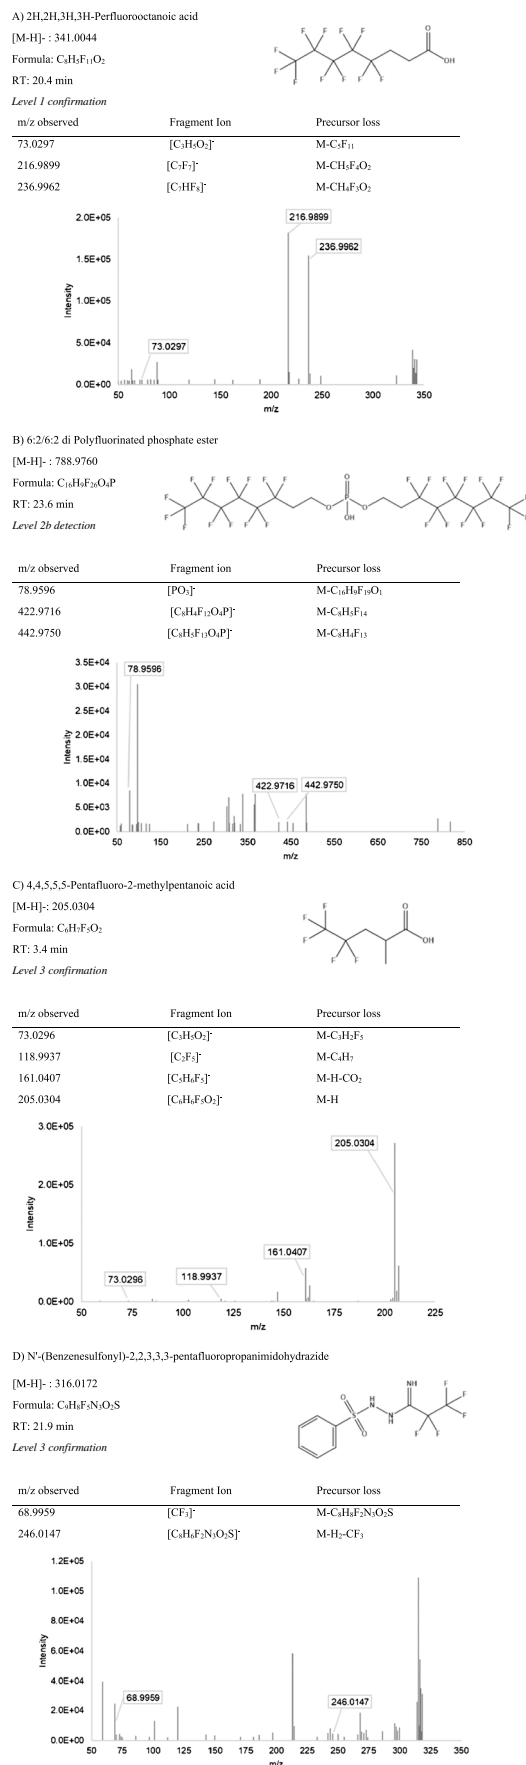 A) 2H,2H,3H,3H-Perfluorooctanoic acid
[M-H]- : 341.0044
Formula: C₈H₅F₁₁O₂
RT: 20.4 min
Level 1 confirmation
F F F F O
F F OH
F F F F F
m/z observed Fragment Ion Precursor loss
73.0297 [C₃H₅O₂]⁻ M-C₅F₁₁
216.9899 [C₇F₇]⁻ M-CH₅F₄O₂
236.9962 [C₇HF₈]⁻ M-CH₄F₃O₂
2.0E+05
216.9899
236.9962
1.5E+05
1.0E+05
5.0E+04
73.0297
0.0E+00
Intensity
50 100 150 200 250 300 350
m/z
B) 6:2/6:2 di Polyfluorinated phosphate ester
[M-H]- : 788.9760
Formula: C₁₆H₉F₂₆O₄P
RT: 23.6 min
Level 2b detection
F F F F F F O F F F F F F
F F O P O F F
F F F F F F OH F F F F F F
m/z observed Fragment ion Precursor loss
78.9596 [PO₃]⁻ M-C₁₆H₉F₁₉O₁
422.9716 [C₈H₄F₁₂O₄P]⁻ M-C₈H₅F₁₄
442.9750 [C₈H₅F₁₃O₄P]⁻ M-C₈H₄F₁₃
3.5E+04
78.9596
3.0E+04
2.5E+04
2.0E+04
1.5E+04
1.0E+04
422.9716 442.9750
5.0E+03
0.0E+00
Intensity
50 150 250 350 450 550 650 750 850
m/z
C) 4,4,5,5,5-Pentafluoro-2-methylpentanoic acid
[M-H]-: 205.0304
Formula: C₆H₇F₅O₂
RT: 3.4 min
Level 3 confirmation
F O
F
F OH
F F
m/z observed Fragment Ion Precursor loss
73.0296 [C₃H₅O₂]⁻ M-C₃H₂F₅
118.9937 [C₂F₅]⁻ M-C₄H₇
161.0407 [C₅H₆F₅]⁻ M-H-CO₂
205.0304 [C₆H₆F₅O₂]⁻ M-H
3.0E+05
205.0304
2.0E+05
1.0E+05
161.0407
73.0296 118.9937
0.0E+00
Intensity
50 75 100 125 150 175 200 225
m/z
D) N'-(Benzenesulfonyl)-2,2,3,3,3-pentafluoropropanimidohydrazide
[M-H]- : 316.0172
Formula: C₉H₈F₅N₃O₂S
RT: 21.9 min
Level 3 confirmation
NH F
O H F
S N N F
O H F F
m/z observed Fragment Ion Precursor loss
68.9959 [CF₃]⁻ M-C₈H₈F₂N₃O₂S
246.0147 [C₈H₆F₂N₃O₂S]⁻ M-H₂-CF₃
1.2E+05
1.0E+05
8.0E+04
6.0E+04
4.0E+04
68.9959 246.0147
2.0E+04
0.0E+00
Intensity
50 75 100 125 150 175 200 225 250 275 300 325 350
m/z